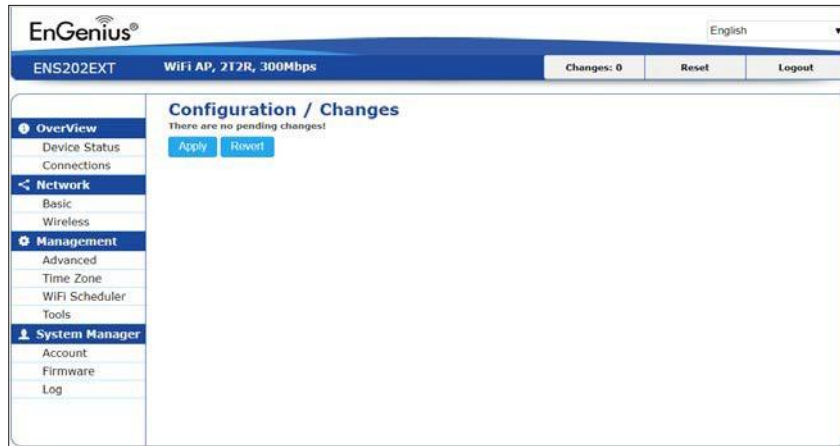 EnGenius®
English
ENS202EXT
WiFi AP, 2T2R, 300Mbps
Changes: 0
Reset
Logout
Configuration / Changes
There are no pending changes!
Apply
Revert
OverView
Device Status
Connections
Network
Basic
Wireless
Management
Advanced
Time Zone
WiFi Scheduler
Tools
System Manager
Account
Firmware
Log